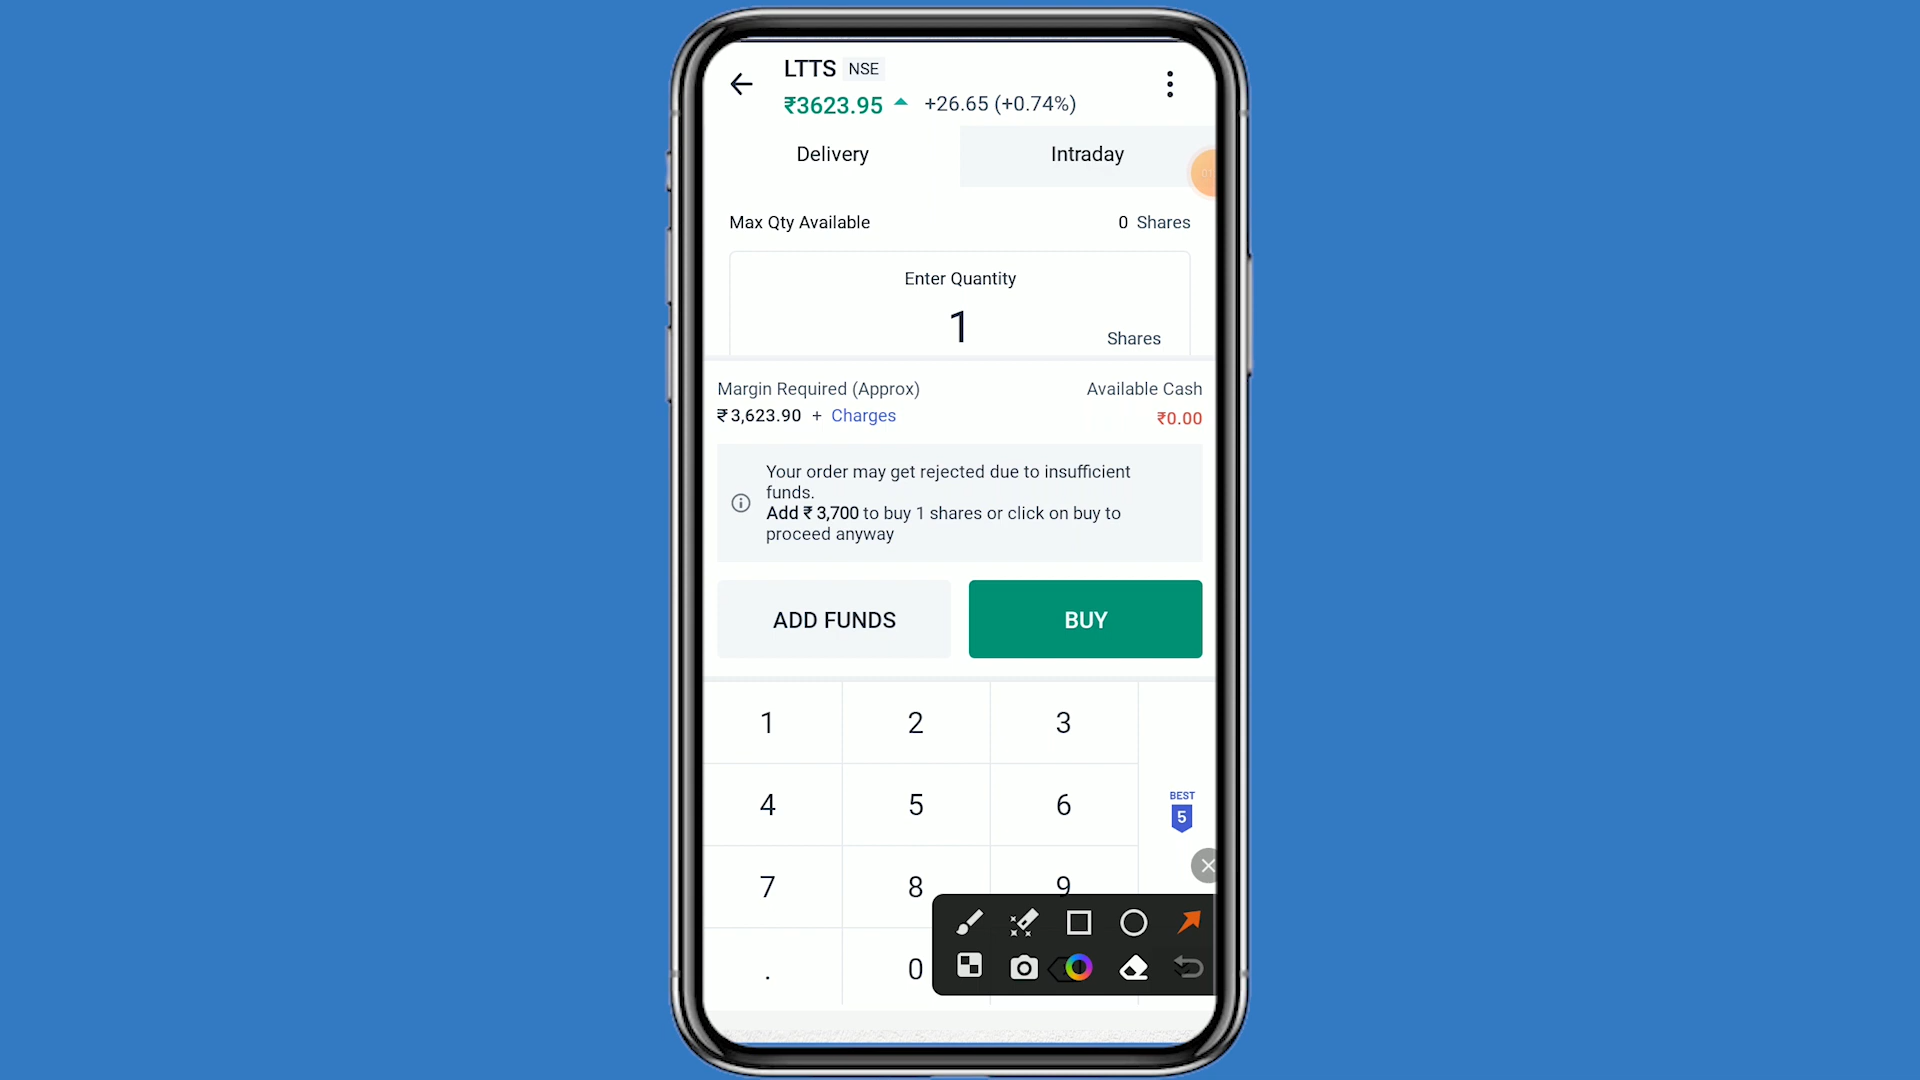 LTTS NSE
₹3623.95 +26.65 (+0.74%)
Delivery Intraday
Max Qty Available 0 Shares
Enter Quantity
1
Shares
Margin Required (Approx) Available Cash
₹3,623.90 + Charges ₹0.00
Your order may get rejected due to insufficient
funds.
Add ₹ 3,700 to buy 1 shares or click on buy to
proceed anyway
ADD FUNDS BUY
1 2 3
4 5 6
BEST
5
7 8 9
. 0